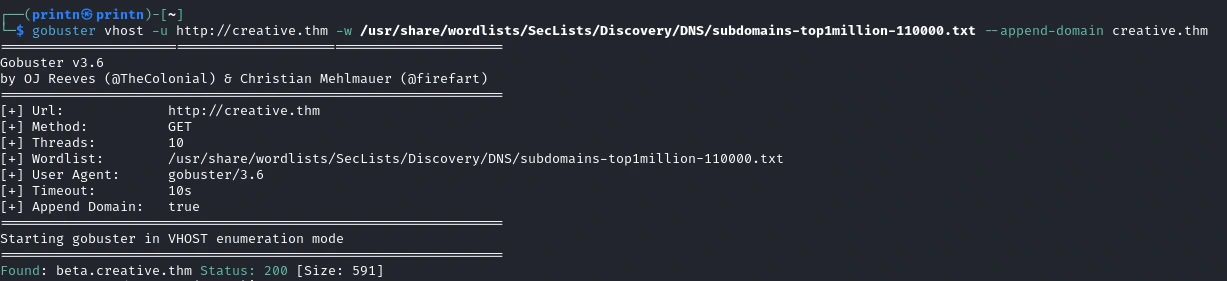 (printn㉿printn)-[~]
$ gobuster vhost -u http://creative.thm -w /usr/share/wordlists/SecLists/Discovery/DNS/subdomains-top1million-110000.txt --append-domain creative.thm
===============================================================
Gobuster v3.6
by OJ Reeves (@TheColonial) & Christian Mehlmauer (@firefart)
===============================================================
[+] Url:             http://creative.thm
[+] Method:          GET
[+] Threads:         10
[+] Wordlist:        /usr/share/wordlists/SecLists/Discovery/DNS/subdomains-top1million-110000.txt
[+] User Agent:      gobuster/3.6
[+] Timeout:         10s
[+] Append Domain:   true
===============================================================
Starting gobuster in VHOST enumeration mode
===============================================================
Found: beta.creative.thm Status: 200 [Size: 591]